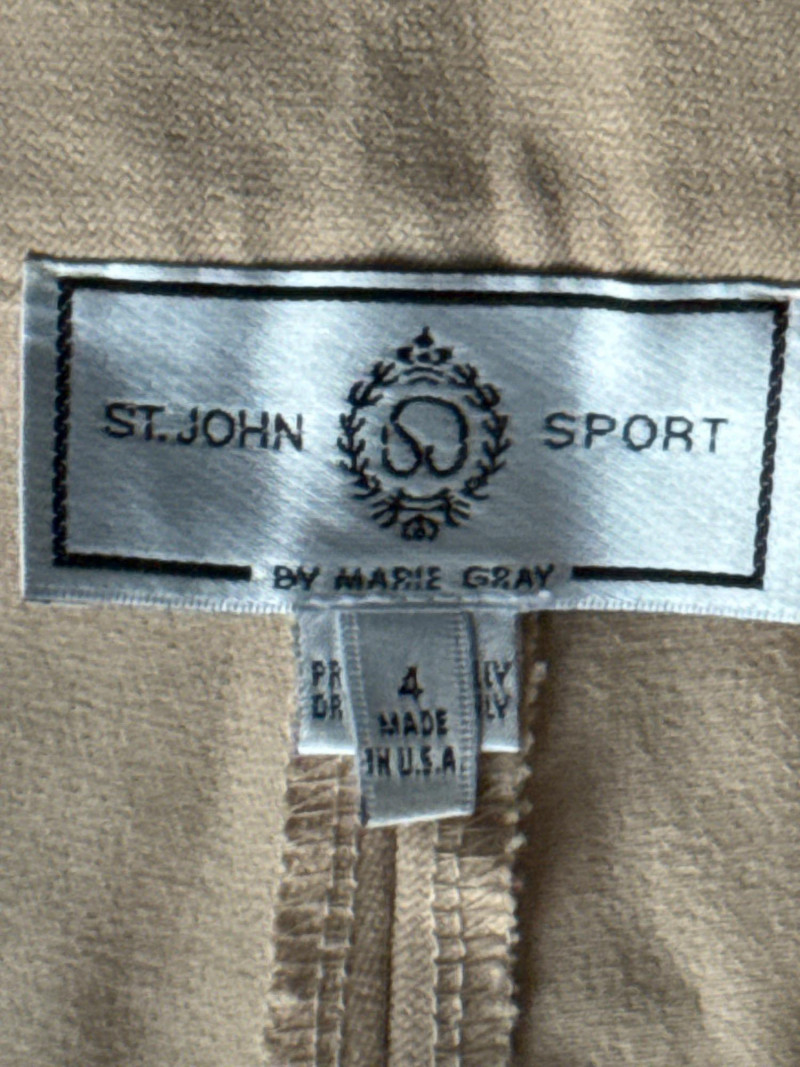 ST. JOHN SPORT
BY MARIE GRAY
4
MADE
IN U.S.A.